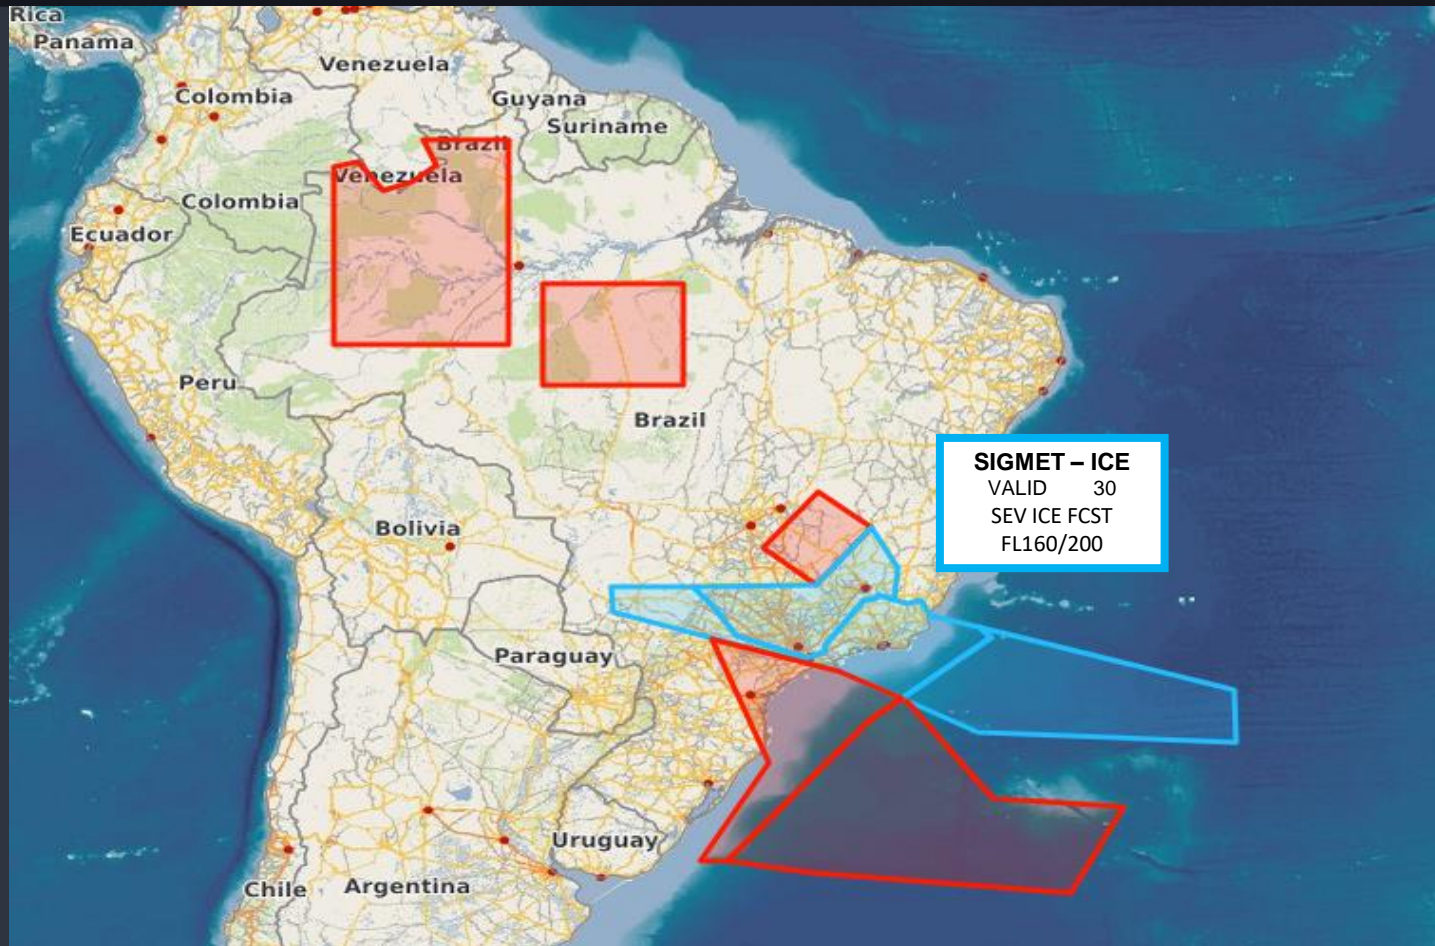 Rica
Panama
Venezuela
Colombia
Guyana
Suriname
Brazil
Venezuela
Colombia
Ecuador
Peru
Brazil
SIGMET – ICE
VALID 30
SEV ICE FCST
FL160/200
Bolivia
Paraguay
Uruguay
Chile
Argentina